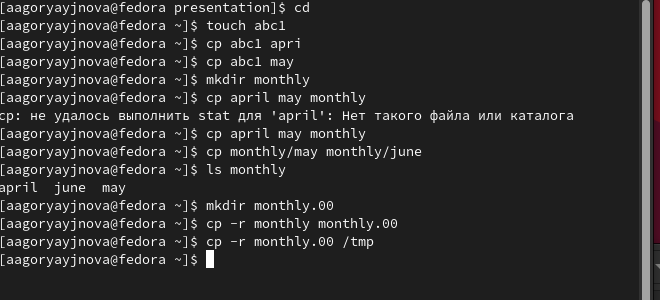 [aagoryayjnova@fedora presentation]$ cd
[aagoryayjnova@fedora ~]$ touch abc1
[aagoryayjnova@fedora ~]$ cp abc1 apri
[aagoryayjnova@fedora ~]$ cp abc1 may
[aagoryayjnova@fedora ~]$ mkdir monthly
[aagoryayjnova@fedora ~]$ cp april may monthly
cp: не удалось выполнить stat для 'april': Нет такого файла или каталога
[aagoryayjnova@fedora ~]$ cp april may monthly
[aagoryayjnova@fedora ~]$ cp monthly/may monthly/june
[aagoryayjnova@fedora ~]$ ls monthly
april  june  may
[aagoryayjnova@fedora ~]$ mkdir monthly.00
[aagoryayjnova@fedora ~]$ cp -r monthly monthly.00
[aagoryayjnova@fedora ~]$ cp -r monthly.00 /tmp
[aagoryayjnova@fedora ~]$